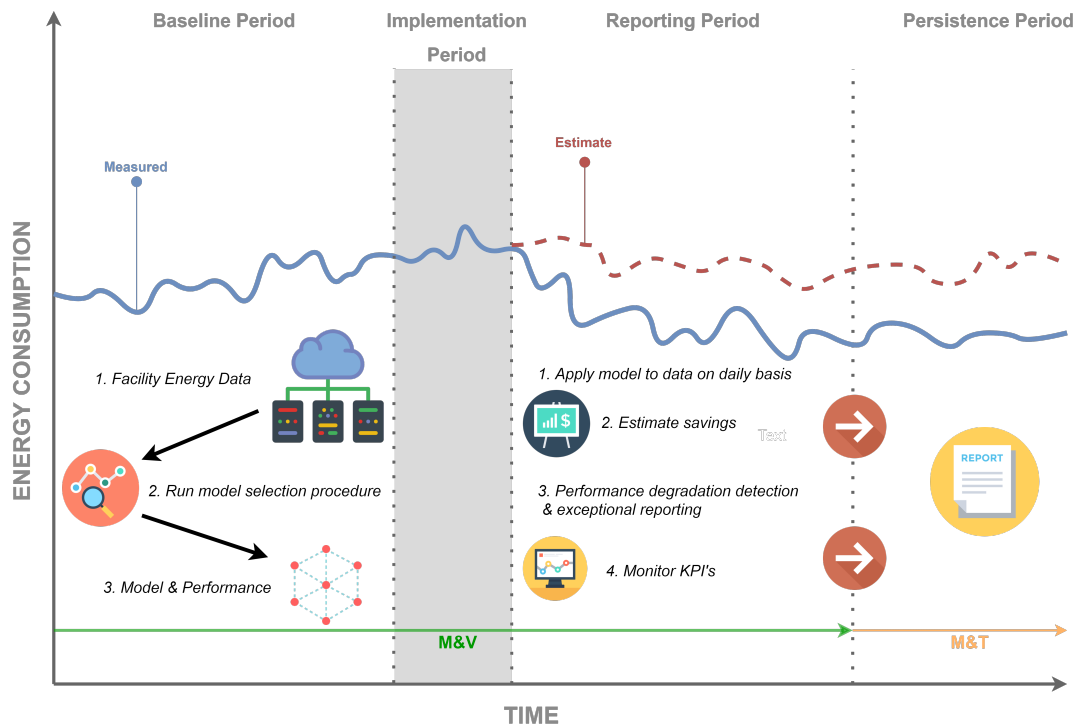 Baseline Period
Implementation
Period
Reporting Period
Persistence Period
Measured
Estimate
ENERGY CONSUMPTION
1. Facility Energy Data
2. Run model selection procedure
3. Model & Performance
1. Apply model to data on daily basis
2. Estimate savings
Text
3. Performance degradation detection
& exceptional reporting
4. Monitor KPI's
$
REPORT
M&V
M&T
TIME